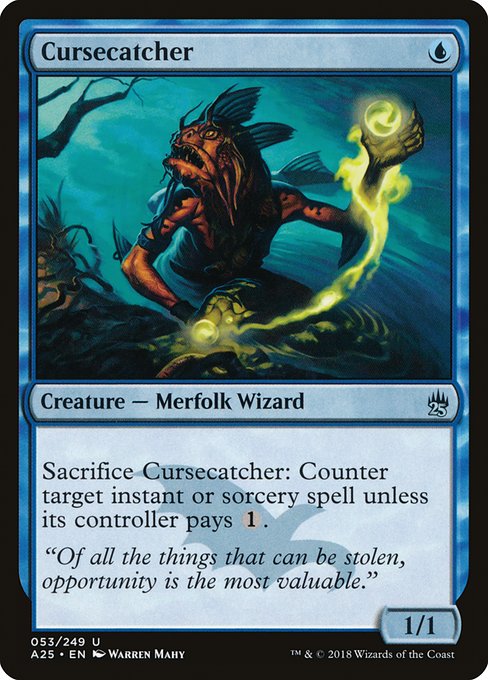 Cursecatcher
Creature — Merfolk Wizard
25
Sacrifice Cursecatcher: Counter
target instant or sorcery spell unless
its controller pays 1.
“Of all the things that can be stolen,
opportunity is the most valuable.”
1/1
053/249 U
A25 • EN Warren Mahy
™ & © 2018 Wizards of the Coast